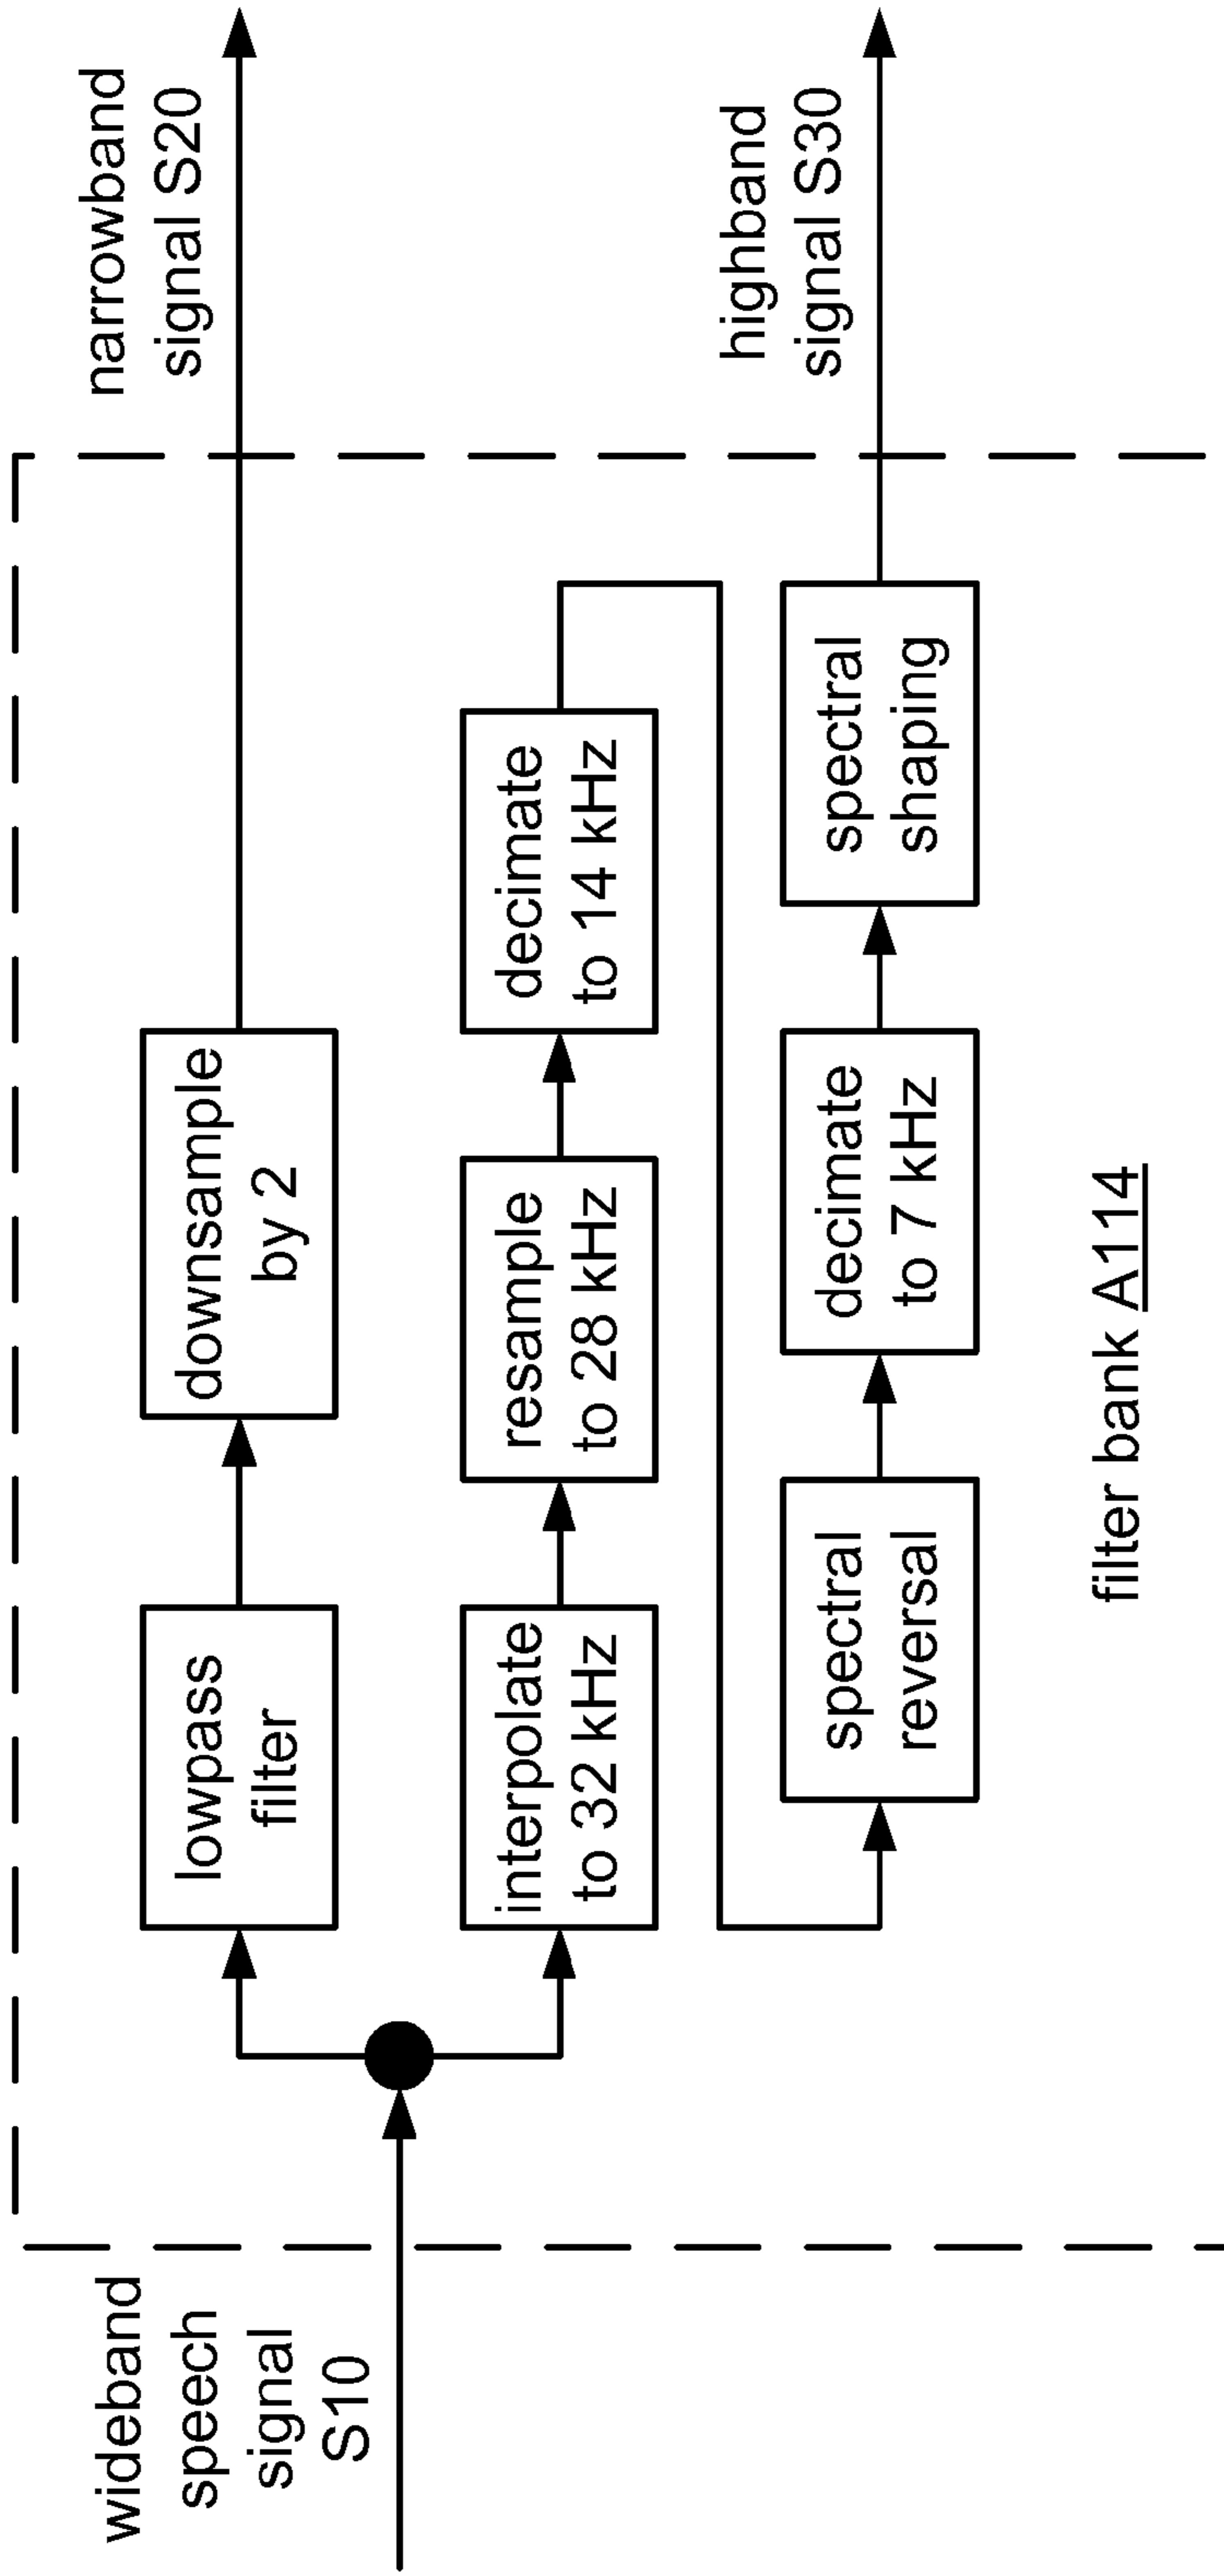 wideband
speech
signal
S10
lowpass
filter
downsample
by 2
narrowband
signal S20
interpolate
to 32 kHz
resample
to 28 kHz
decimate
to 14 kHz
spectral
reversal
decimate
to 7 kHz
spectral
shaping
highband
signal S30
filter bank A114